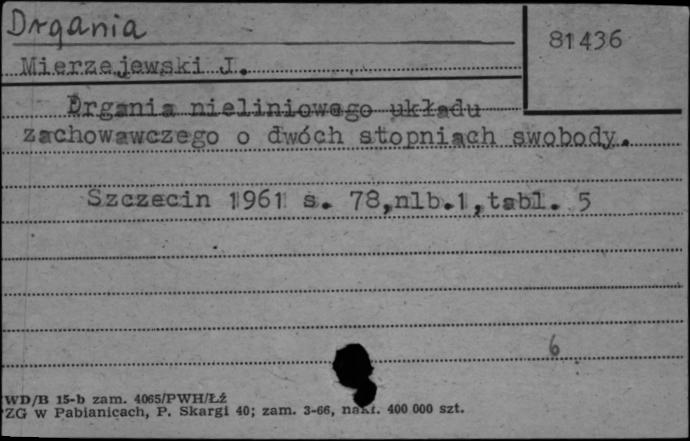 Drgania
81436
Mierzejewski J.
Drgania nieliniowego układu
zachowawczego o dwóch stopniach swobody.
Szczecin 1961 s. 78,nlb.1,tabl. 5
6
WD/B 15-b zam. 4065/PWH/Łź
ZG w Pabianicach, P. Skargi 40; zam. 3-66, nakł. 400 000 szt.